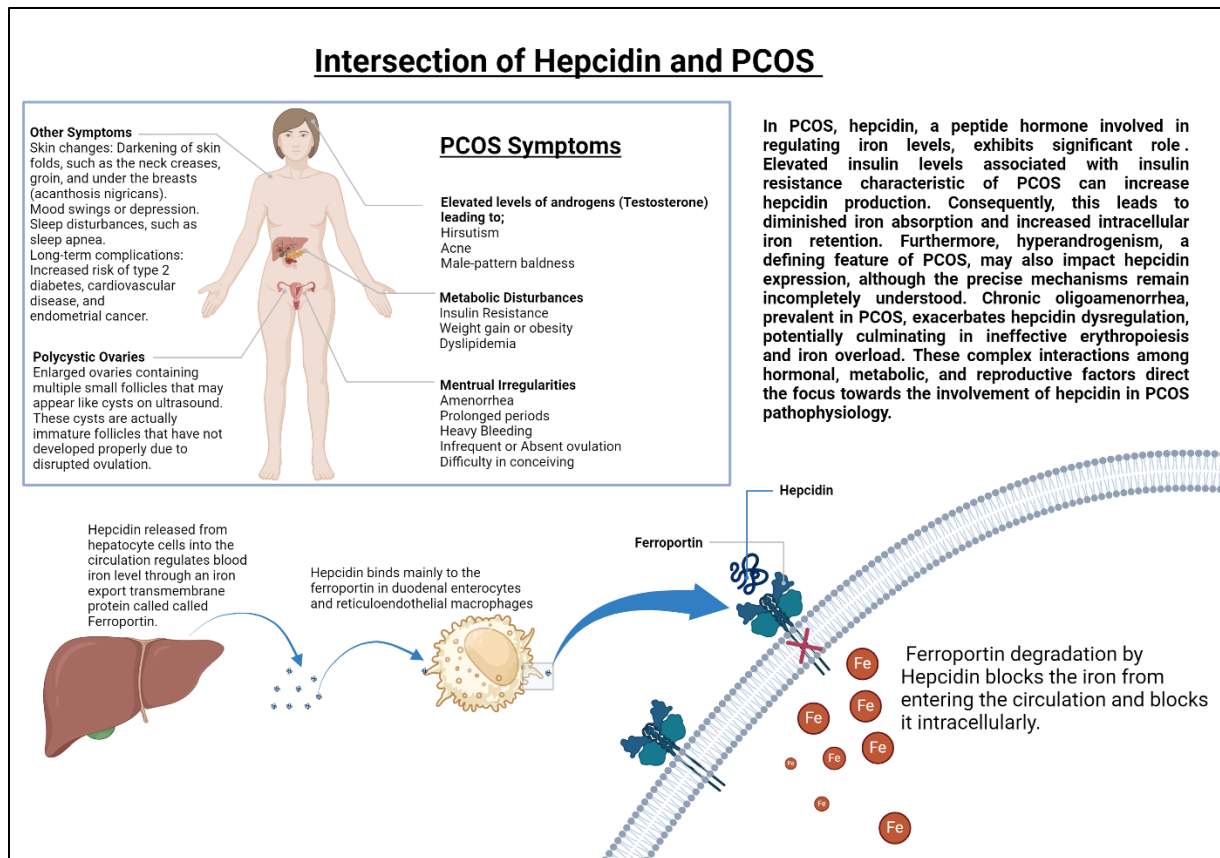 Intersection of Hepcidin and PCOS
Other Symptoms
Skin changes: Darkening of skin
folds, such as the neck creases,
groin, and under the breasts
(acanthosis nigricans).
Mood swings or depression.
Sleep disturbances, such as
sleep apnea.
Long-term complications:
Increased risk of type 2
diabetes, cardiovascular
disease, and
endometrial cancer.
Polycystic Ovaries
Enlarged ovaries containing
multiple small follicles that may
appear like cysts on ultrasound.
These cysts are actually
immature follicles that have not
developed properly due to
disrupted ovulation.
PCOS Symptoms
Elevated levels of androgens (Testosterone)
leading to;
Hirsutism
Acne
Male-pattern baldness
Metabolic Disturbances
Insulin Resistance
Weight gain or obesity
Dyslipidemia
Mentrual Irregularities
Amenorrhea
Prolonged periods
Heavy Bleeding
Infrequent or Absent ovulation
Difficulty in conceiving
In PCOS, hepcidin, a peptide hormone involved in
regulating iron levels, exhibits significant role .
Elevated insulin levels associated with insulin
resistance characteristic of PCOS can increase
hepcidin production. Consequently, this leads to
diminished iron absorption and increased intracellular
iron retention. Furthermore, hyperandrogenism, a
defining feature of PCOS, may also impact hepcidin
expression, although the precise mechanisms remain
incompletely understood. Chronic oligoamenorrhea,
prevalent in PCOS, exacerbates hepcidin dysregulation,
potentially culminating in ineffective erythropoiesis
and iron overload. These complex interactions among
hormonal, metabolic, and reproductive factors direct
the focus towards the involvement of hepcidin in PCOS
pathophysiology.
Hepcidin released from
hepatocyte cells into the
circulation regulates blood
iron level through an iron
export transmembrane
protein called called
Ferroportin.
Hepcidin binds mainly to the
ferroportin in duodenal enterocytes
and reticuloendothelial macrophages
Hepcidin
Ferroportin
Ferroportin degradation by
Hepcidin blocks the iron from
entering the circulation and blocks
it intracellularly.
Fe
Fe
Fe
Fe
Fe
Fe
Fe
Fe